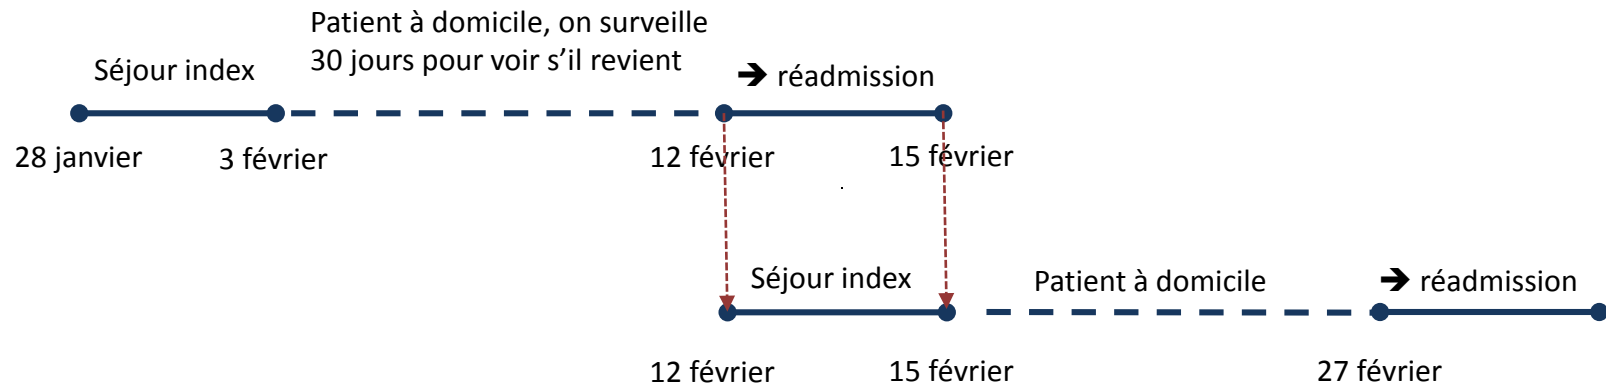 Patient à domicile, on surveille
30 jours pour voir s’il revient
Séjour index
➔ réadmission
28 janvier
3 février
12 février
15 février
Séjour index
Patient à domicile
➔ réadmission
12 février
15 février
27 février